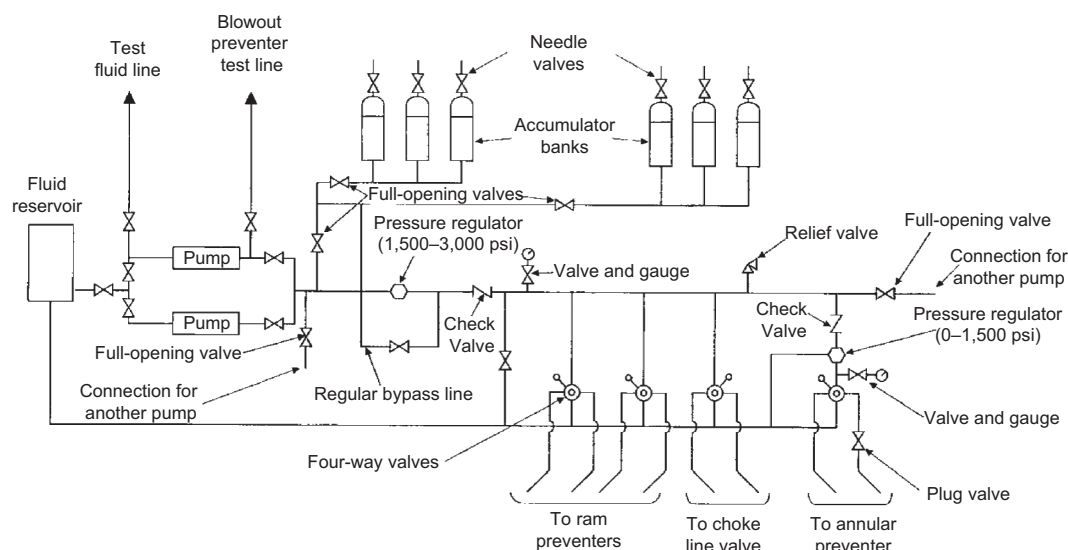 Blowout
preventer
test line
Test
fluid line
Needle
valves
Accumulator
banks
Fluid
reservoir
Full-opening valves
Pressure regulator
(1,500–3,000 psi)
Relief valve
Full-opening valve
Pump
Valve and gauge
Connection for
another pump
Check
Valve
Check
Valve
Pressure regulator
(0–1,500 psi)
Pump
Full-opening valve
Connection for
another pump
Regular bypass line
Valve and gauge
Four-way valves
Plug valve
To ram
preventers
To choke
line valve
To annular
preventer